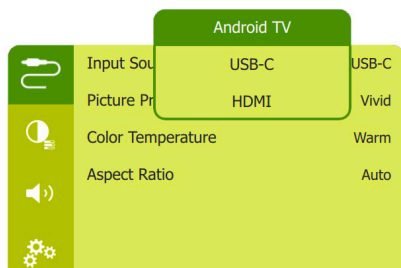 Android TV
USB-C
HDMI
Input Sou USB-C
Picture Pr Vivid
Color Temperature Warm
Aspect Ratio Auto